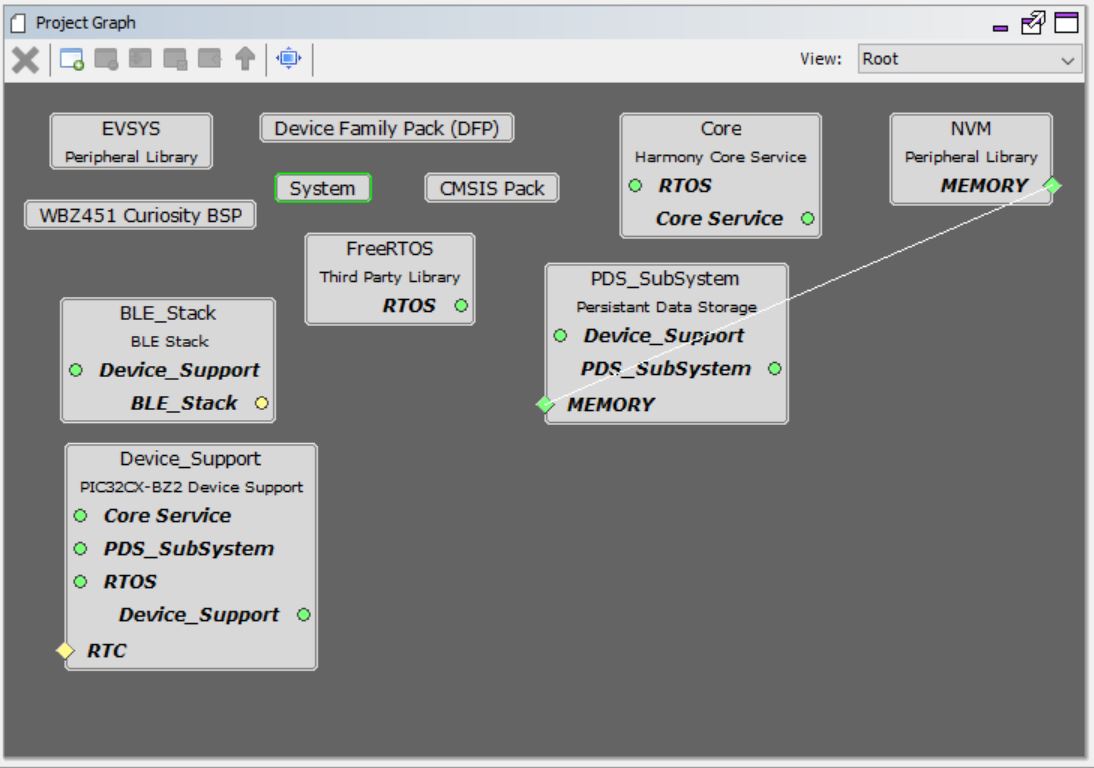 Project Graph
View: Root
EVSYS
Peripheral Library
Device Family Pack (DFP)
Core
Harmony Core Service
RTOS
Core Service
NVM
Peripheral Library
MEMORY
System
CMSIS Pack
WBZ451 Curiosity BSP
FreeRTOS
Third Party Library
RTOS
PDS_SubSystem
Persistant Data Storage
Device_Support
PDS_SubSystem
MEMORY
BLE_Stack
BLE Stack
Device_Support
BLE_Stack
Device_Support
PIC32CX-BZ2 Device Support
Core Service
PDS_SubSystem
RTOS
Device_Support
RTC